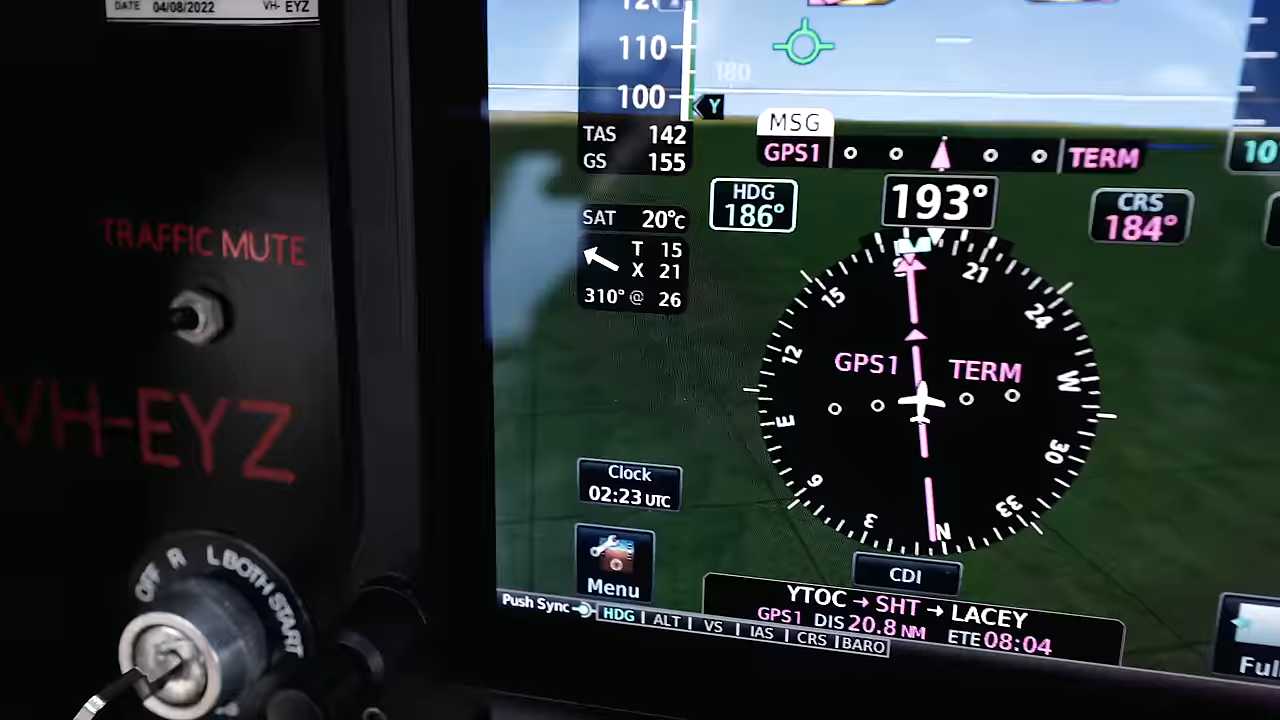 DATE 04/08/2022 VH- EYZ
110
180
100
Y
TAS 142
GS 155
MSG
GPS1 TERM
10
HDG
186°
193°
CRS
184°
SAT 20°C
T 15
X 21
310° @ 26
TRAFFIC MUTE
VH-EYZ
21
15
24
12
W
GPS1 TERM
E
30
6
33
3
N
Clock
02:23 UTC
Menu
CDI
YTOC → SHT → LACEY
GPS1 DIS 20.8 NM ETE 08:04
Push Sync HDG ALT VS IAS CRS BARO
OFF R L BOTH START